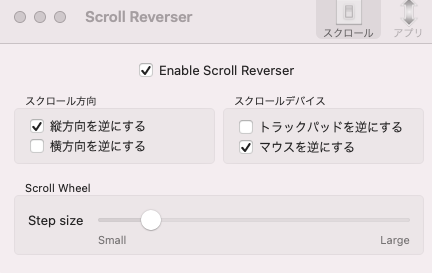 Scroll Reverser
スクロール
アプリ
Enable Scroll Reverser
スクロール方向
縦方向を逆にする
横方向を逆にする
スクロールデバイス
トラックパッドを逆にする
マウスを逆にする
Scroll Wheel
Step size
Small
Large